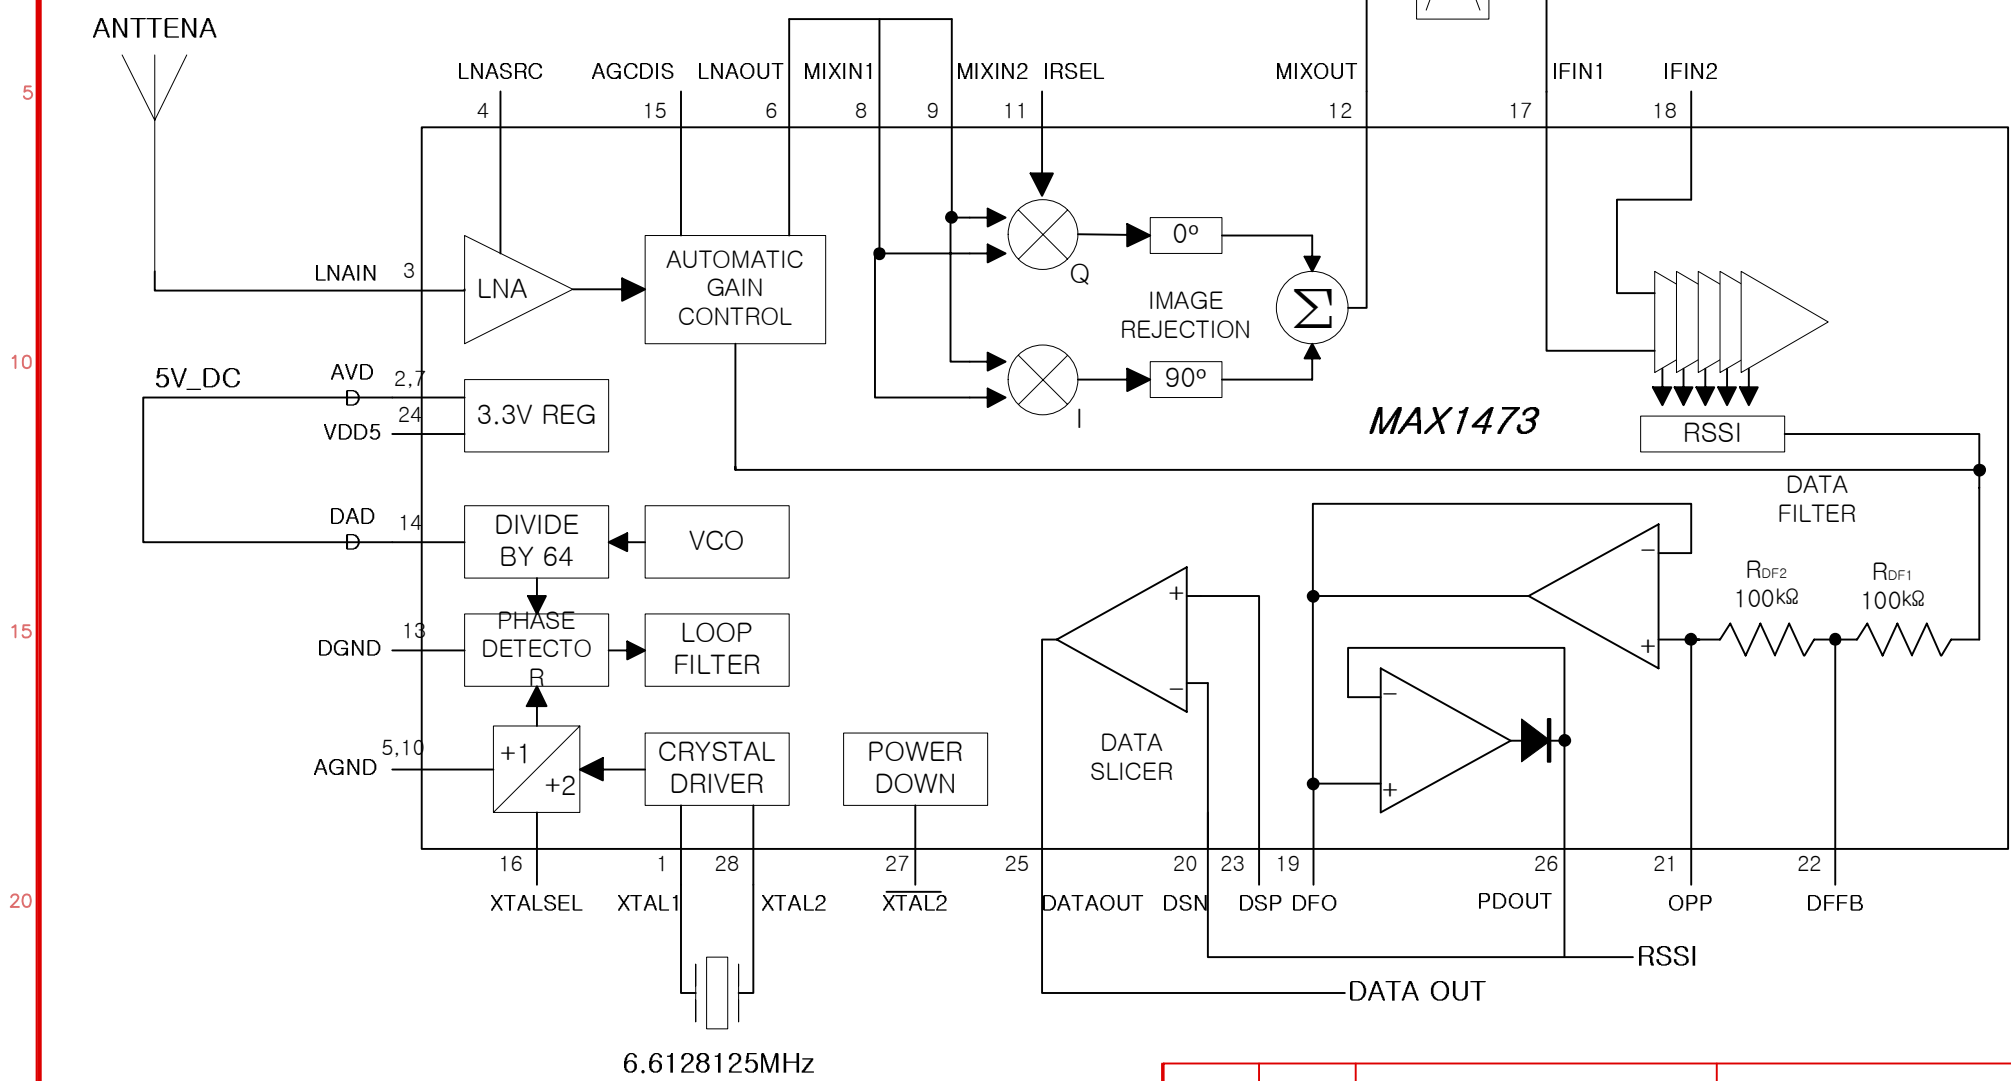 ANTTENA
5
LNASRC
AGCDIS
LNAOUT
MIXIN1
MIXIN2
IRSEL
MIXOUT
IFIN1
IFIN2
4
15
6
8
9
11
12
17
18
LNAIN
3
LNA
AUTOMATIC
GAIN
CONTROL
Q
0º
IMAGE
REJECTION
Σ
10
5V_DC
AVD
D
2,7
24
VDD5
3.3V REG
I
90º
MAX1473
RSSI
DATA
FILTER
DAD
D
14
DIVIDE
BY 64
VCO
−
+
RDF2
100kΩ
RDF1
100kΩ
15
DGND
13
PHASE
DETECTO
R
LOOP
FILTER
+
−
DATA
SLICER
−
+
AGND
5,10
+1
+2
CRYSTAL
DRIVER
POWER
DOWN
16
1
28
27
25
20
23
19
26
21
22
20
XTALSEL
XTAL1
XTAL2
XTAL2
DATAOUT
DSN
DSP
DFO
PDOUT
OPP
DFFB
RSSI
DATA OUT
6.6128125MHz